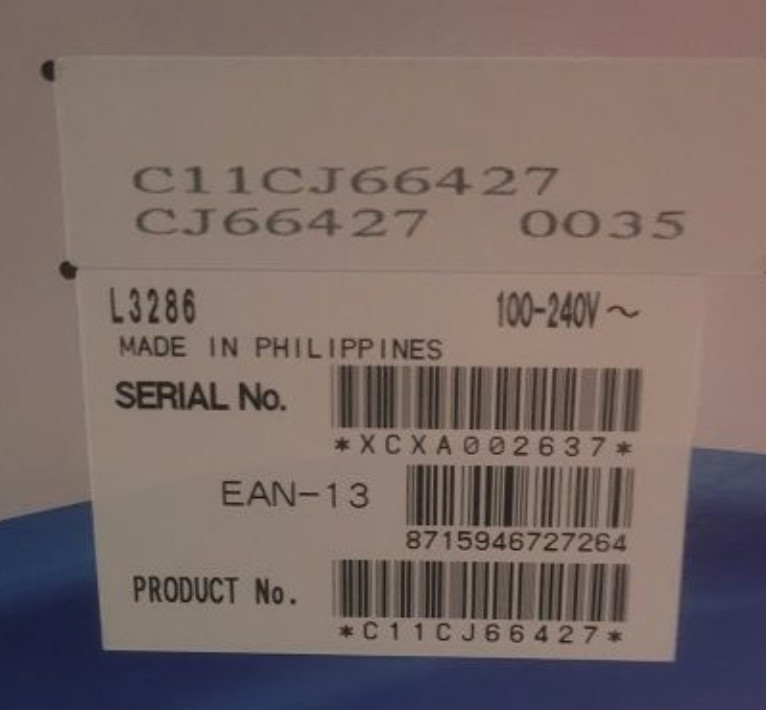 C11CJ66427
CJ66427 0035
L3286 100-240V～
MADE IN PHILIPPINES
SERIAL No.
*XCXA002637*
EAN-13
8715946727264
PRODUCT No.
*C11CJ66427*